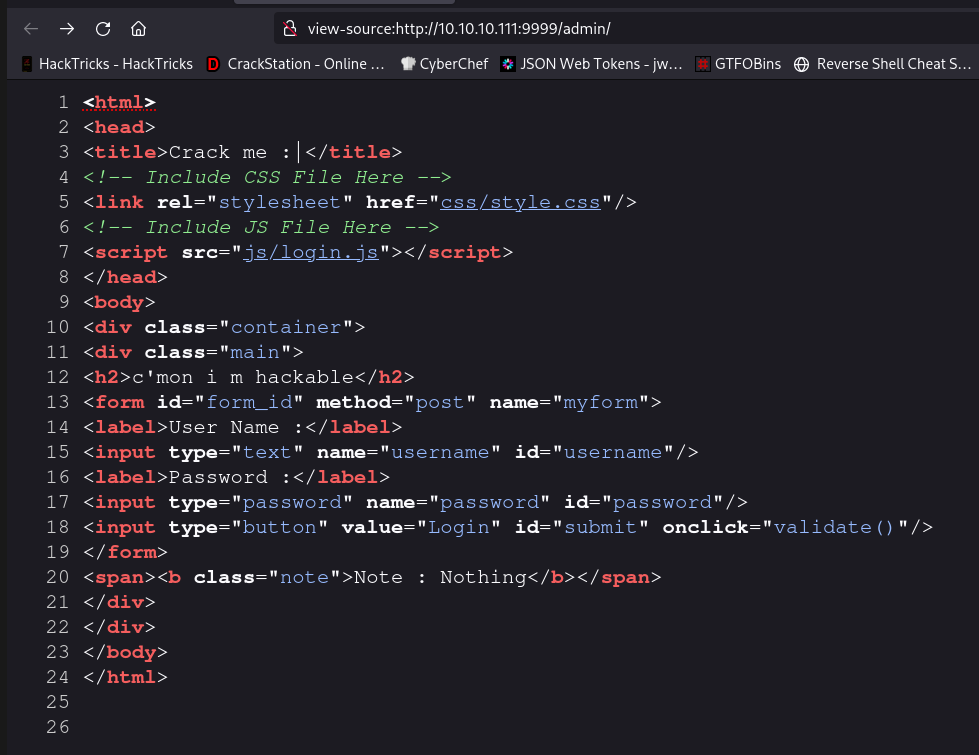 view-source:http://10.10.10.111:9999/admin/
HackTricks - HackTricks CrackStation - Online ... CyberChef JSON Web Tokens - jw... GTFOBins Reverse Shell Cheat S...
1 <html>
2 <head>
3 <title>Crack me :|</title>
4 <!-- Include CSS File Here -->
5 <link rel="stylesheet" href="css/style.css"/>
6 <!-- Include JS File Here -->
7 <script src="js/login.js"></script>
8 </head>
9 <body>
10 <div class="container">
11 <div class="main">
12 <h2>c'mon i m hackable</h2>
13 <form id="form_id" method="post" name="myform">
14 <label>User Name :</label>
15 <input type="text" name="username" id="username"/>
16 <label>Password :</label>
17 <input type="password" name="password" id="password"/>
18 <input type="button" value="Login" id="submit" onclick="validate()"/>
19 </form>
20 <span><b class="note">Note : Nothing</b></span>
21 </div>
22 </div>
23 </body>
24 </html>
25
26